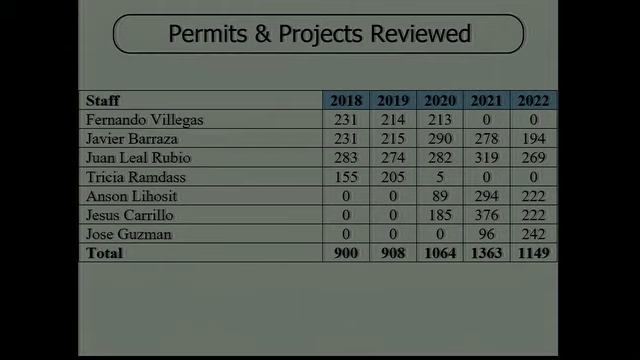 Permits & Projects Reviewed
Staff 2018 2019 2020 2021 2022
Fernando Villegas 231 214 213 0 0
Javier Barraza 231 215 290 278 194
Juan Leal Rubio 283 274 282 319 269
Tricia Ramdass 155 205 5 0 0
Anson Lihosit 0 0 89 294 222
Jesus Carrillo 0 0 185 376 222
Jose Guzman 0 0 0 96 242
Total 900 908 1064 1363 1149